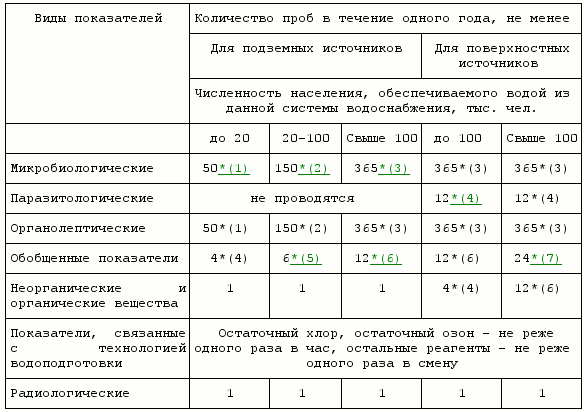 Виды показателей
Количество проб в течение одного года, не менее
Для подземных источников
Для поверхностных
источников
Численность населения, обеспечиваемого водой из
данной системы водоснабжения, тыс. чел.
до 20 20-100 Свыше 100 до 100 Свыше 100
Микробиологические 50*(1) 150*(2) 365*(3) 365*(3) 365*(3)
Паразитологические не проводятся 12*(4) 12*(4)
Органолептические 50*(1) 150*(2) 365*(3) 365*(3) 365*(3)
Обобщенные показатели 4*(4) 6*(5) 12*(6) 12*(6) 24*(7)
Неорганические и
органические вещества 1 1 1 4*(4) 12*(6)
Показатели, связанные
с технологией
водоподготовки
Остаточный хлор, остаточный озон - не реже
одного раза в час, остальные реагенты - не реже
одного раза в смену
Радиологические 1 1 1 1 1